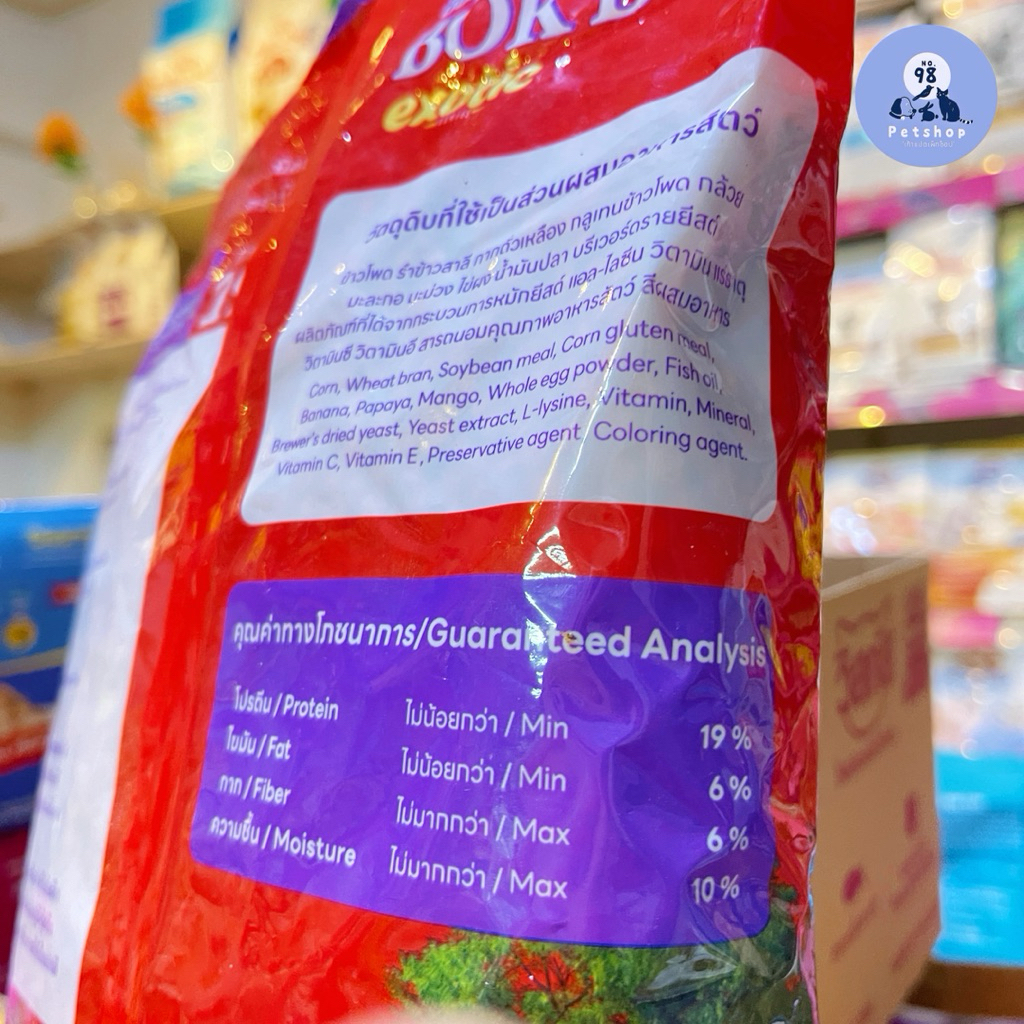 BOK
exotic
NO.
98
Petshop
วัตถุดิบที่ใช้เป็นส่วนผสมอาหารสัตว์
ข้าวโพด รำข้าวสาลี กากถั่วเหลือง กลูเทนข้าวโพด กล้วย
มะละกอ มะม่วง ไข่ผง น้ำมันปลา บริเวอร์ดรายยีสต์
ผลิตภัณฑ์ที่ได้จากกระบวนการหมักยีสต์ แอล-ไลซีน วิตามิน แร่ธาตุ
วิตามินซี วิตามินอี สารถนอมคุณภาพอาหารสัตว์ สีผสมอาหาร
Corn, Wheat bran, Soybean meal, Corn gluten meal,
Banana, Papaya, Mango, Whole egg powder, Fish oil,
Brewer's dried yeast, Yeast extract, L-lysine, Vitamin, Mineral,
Vitamin C, Vitamin E, Preservative agent Coloring agent.
คุณค่าทางโภชนาการ/Guaranteed Analysis
โปรตีน / Protein ไม่น้อยกว่า / Min 19 %
ไขมัน / Fat ไม่น้อยกว่า / Min 6 %
กาก / Fiber ไม่มากกว่า / Max 6 %
ความชื้น / Moisture ไม่มากกว่า / Max 10 %